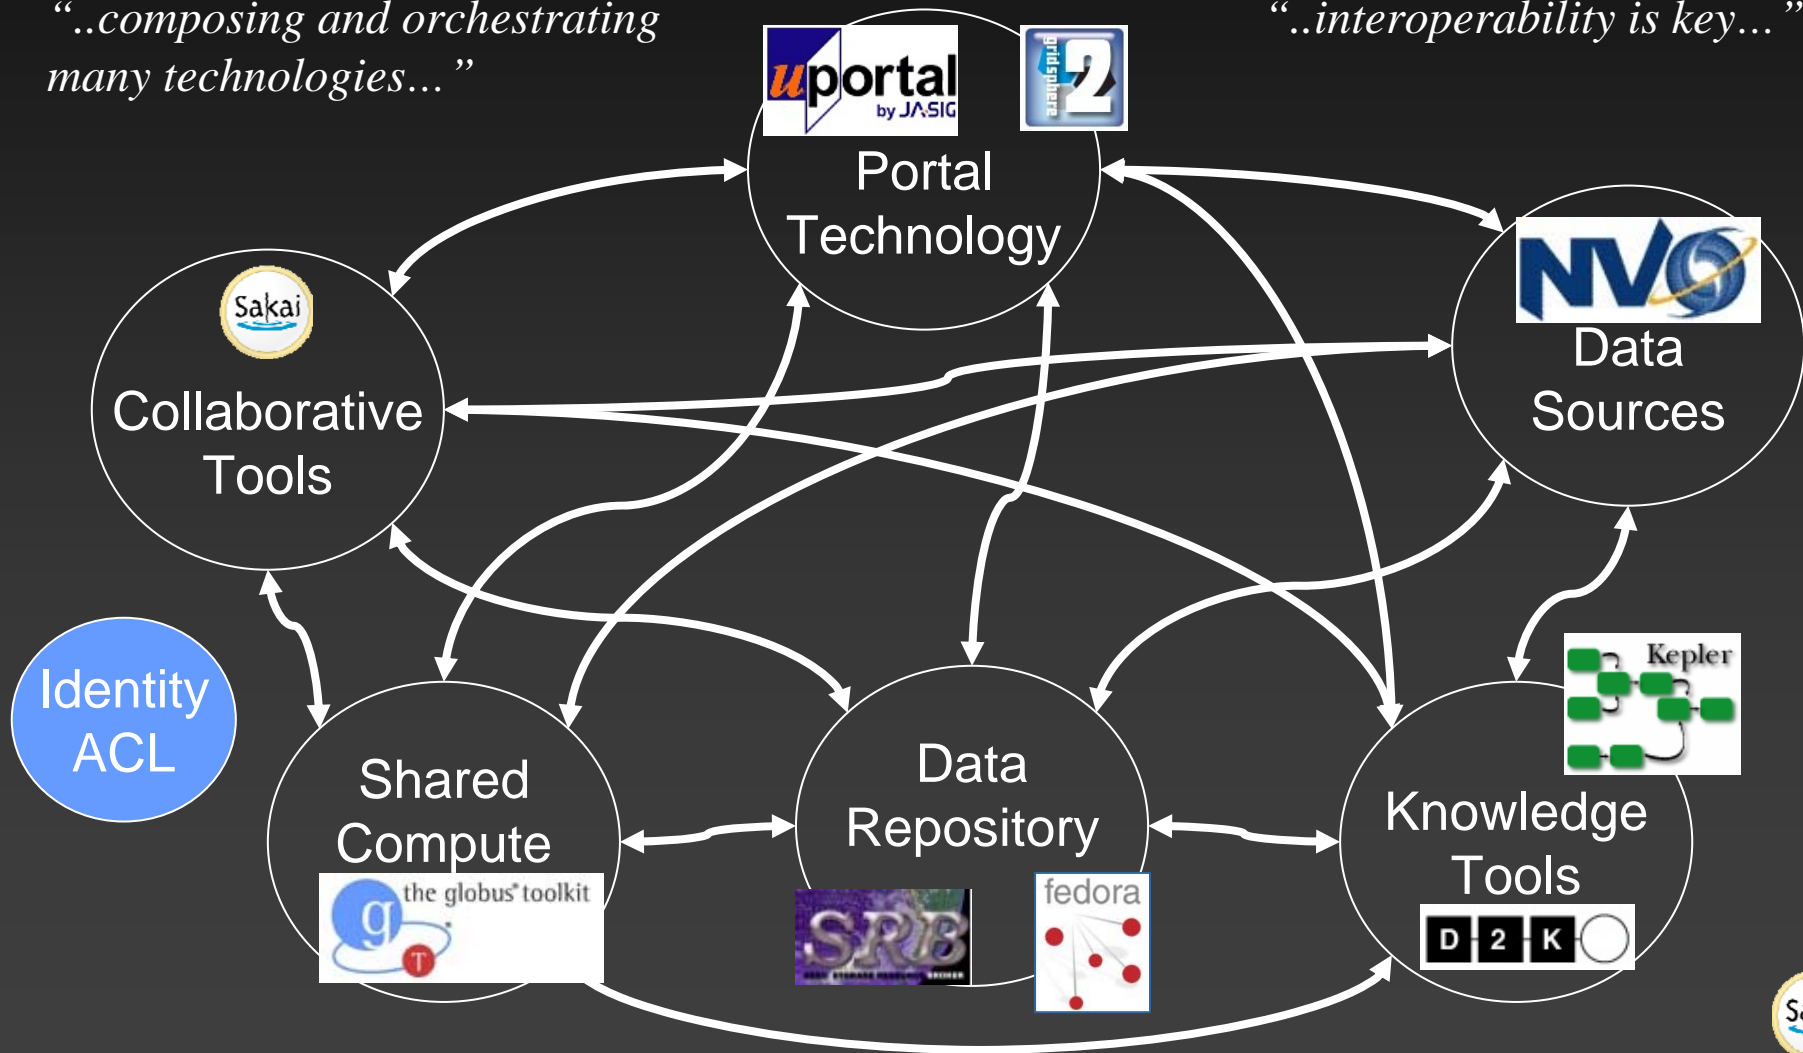 “..composing and orchestrating
many technologies…”
“..interoperability is key…”
uportal
by JA-SIG
gridsphere
2
Portal
Technology
NVO
Data
Sources
Sakai
Collaborative
Tools
Identity
ACL
Shared
Compute
the globus® toolkit
g
T
Data
Repository
SRB
fedora
Kepler
Knowledge
Tools
D 2 K